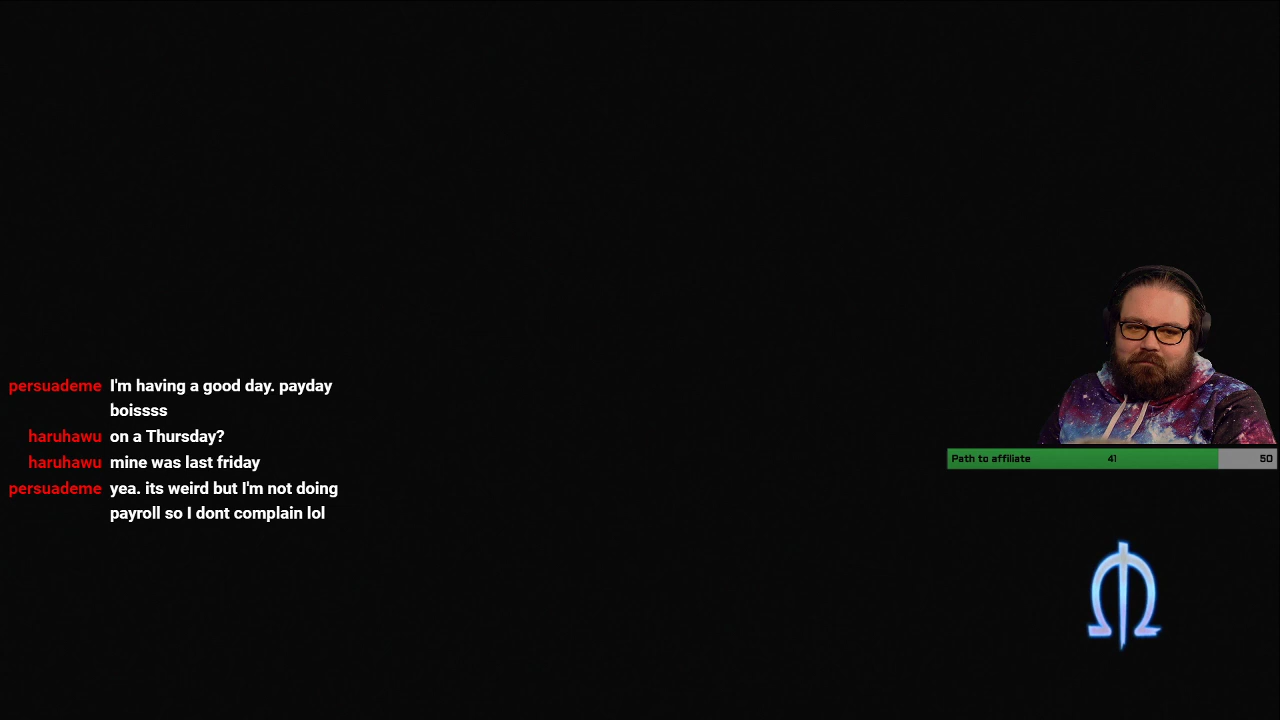 persuademe I'm having a good day. payday
boissss
haruhawu on a Thursday?
haruhawu mine was last friday
persuademe yea. its weird but I'm not doing
payroll so I dont complain lol
Path to affiliate 41 50